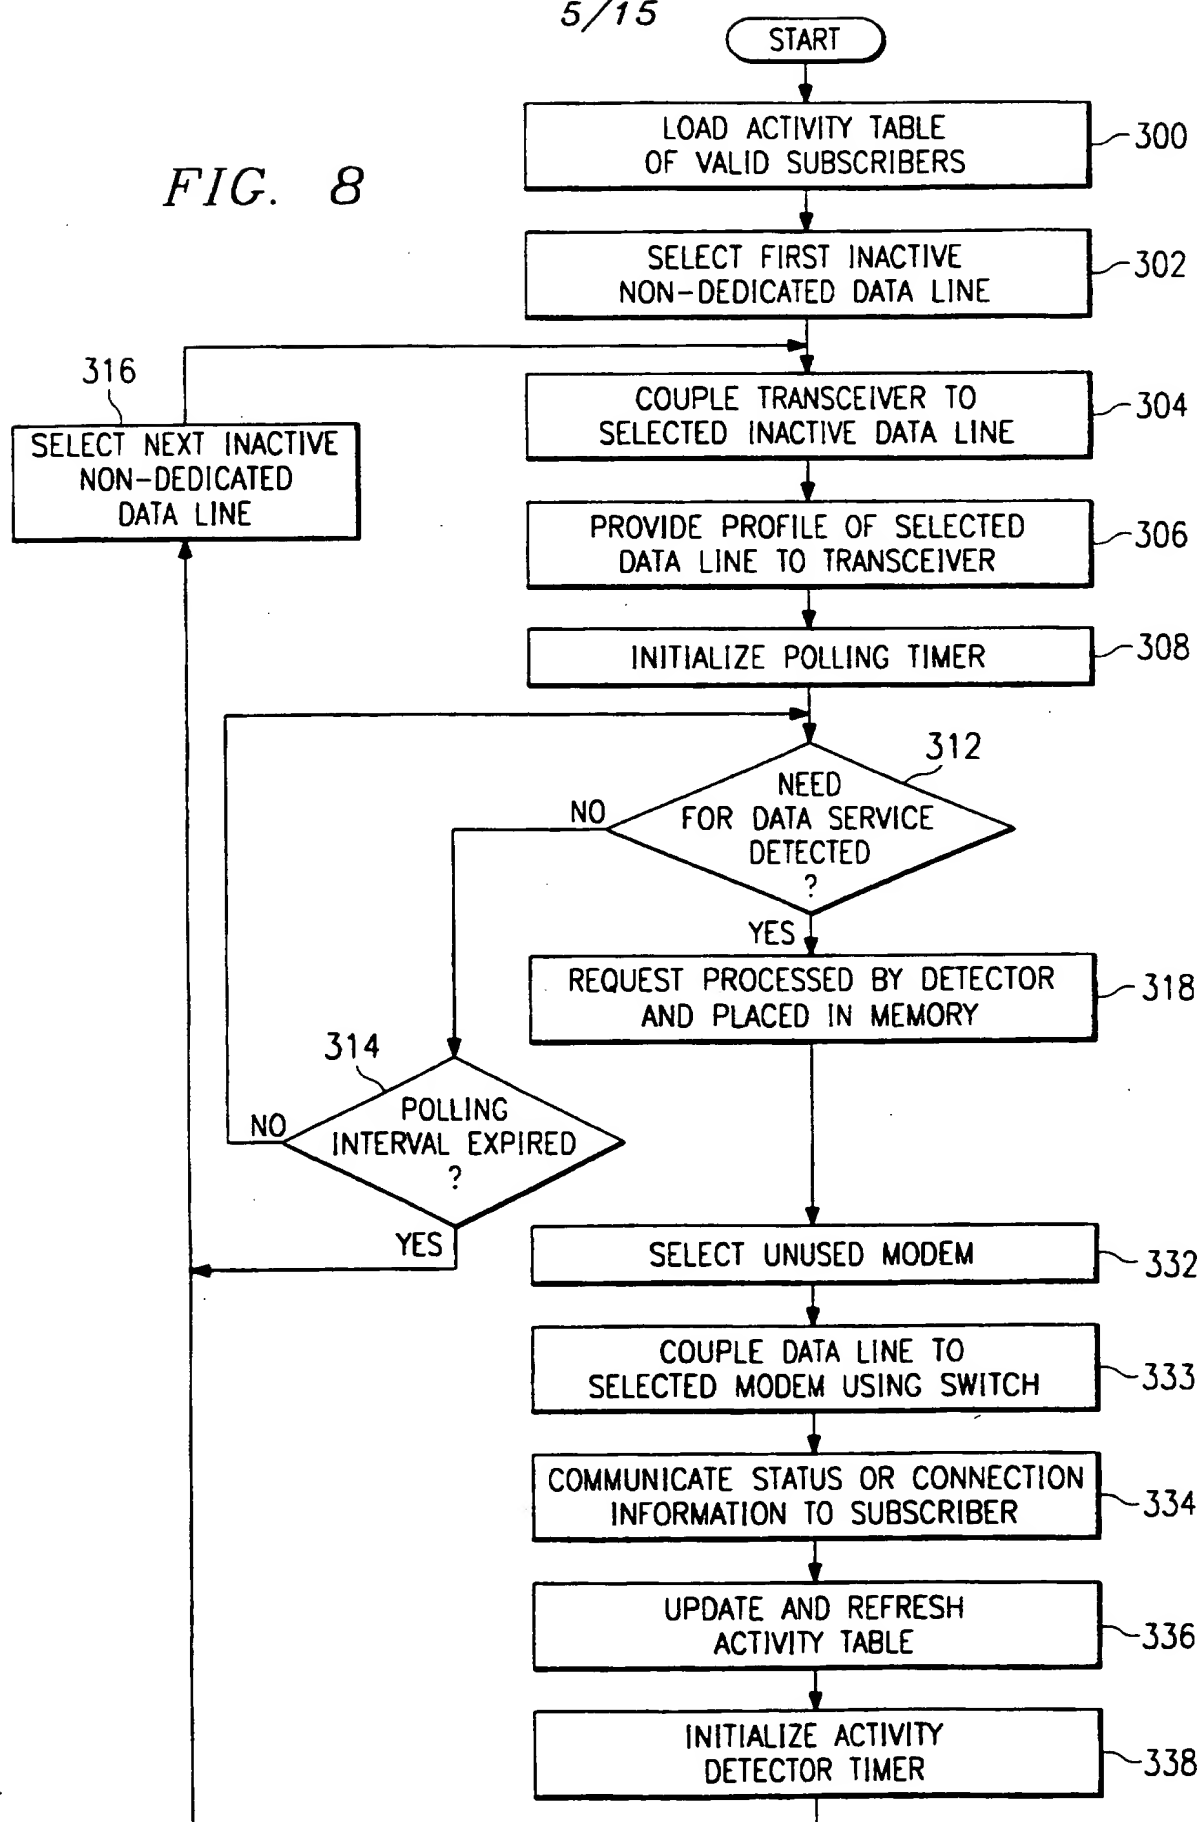 5/15
START
LOAD ACTIVITY TABLE
OF VALID SUBSCRIBERS
300
FIG. 8
SELECT FIRST INACTIVE
NON-DEDICATED DATA LINE
302
316
SELECT NEXT INACTIVE
NON-DEDICATED
DATA LINE
COUPLE TRANSCEIVER TO
SELECTED INACTIVE DATA LINE
304
PROVIDE PROFILE OF SELECTED
DATA LINE TO TRANSCEIVER
306
INITIALIZE POLLING TIMER
308
312
NEED
FOR DATA SERVICE
DETECTED
?
NO
YES
REQUEST PROCESSED BY DETECTOR
AND PLACED IN MEMORY
318
314
POLLING
INTERVAL EXPIRED
?
NO
YES
SELECT UNUSED MODEM
332
COUPLE DATA LINE TO
SELECTED MODEM USING SWITCH
333
COMMUNICATE STATUS OR CONNECTION
INFORMATION TO SUBSCRIBER
334
UPDATE AND REFRESH
ACTIVITY TABLE
336
INITIALIZE ACTIVITY
DETECTOR TIMER
338